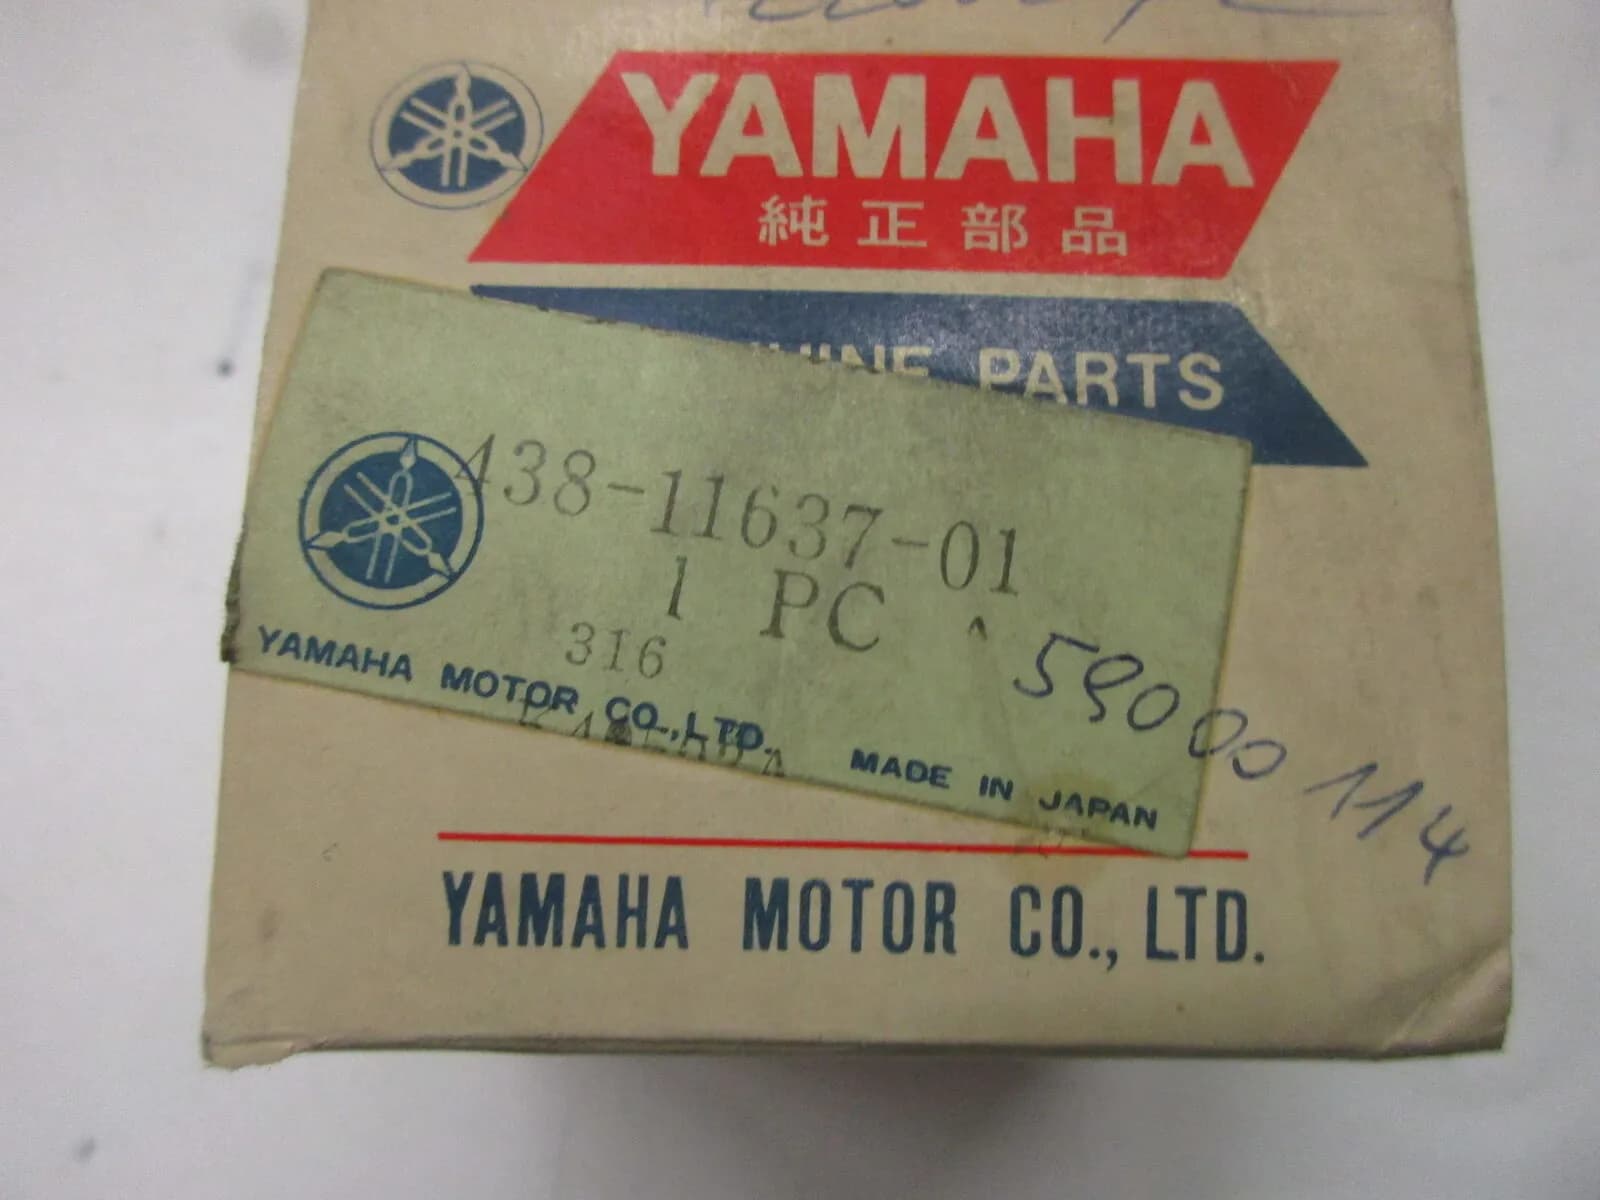 YAMAHA
純正部品
PARTS
438-11637-01
1 PC
316
YAMAHA MOTOR CO.,LTD.
MADE IN JAPAN
59000114
YAMAHA MOTOR CO., LTD.